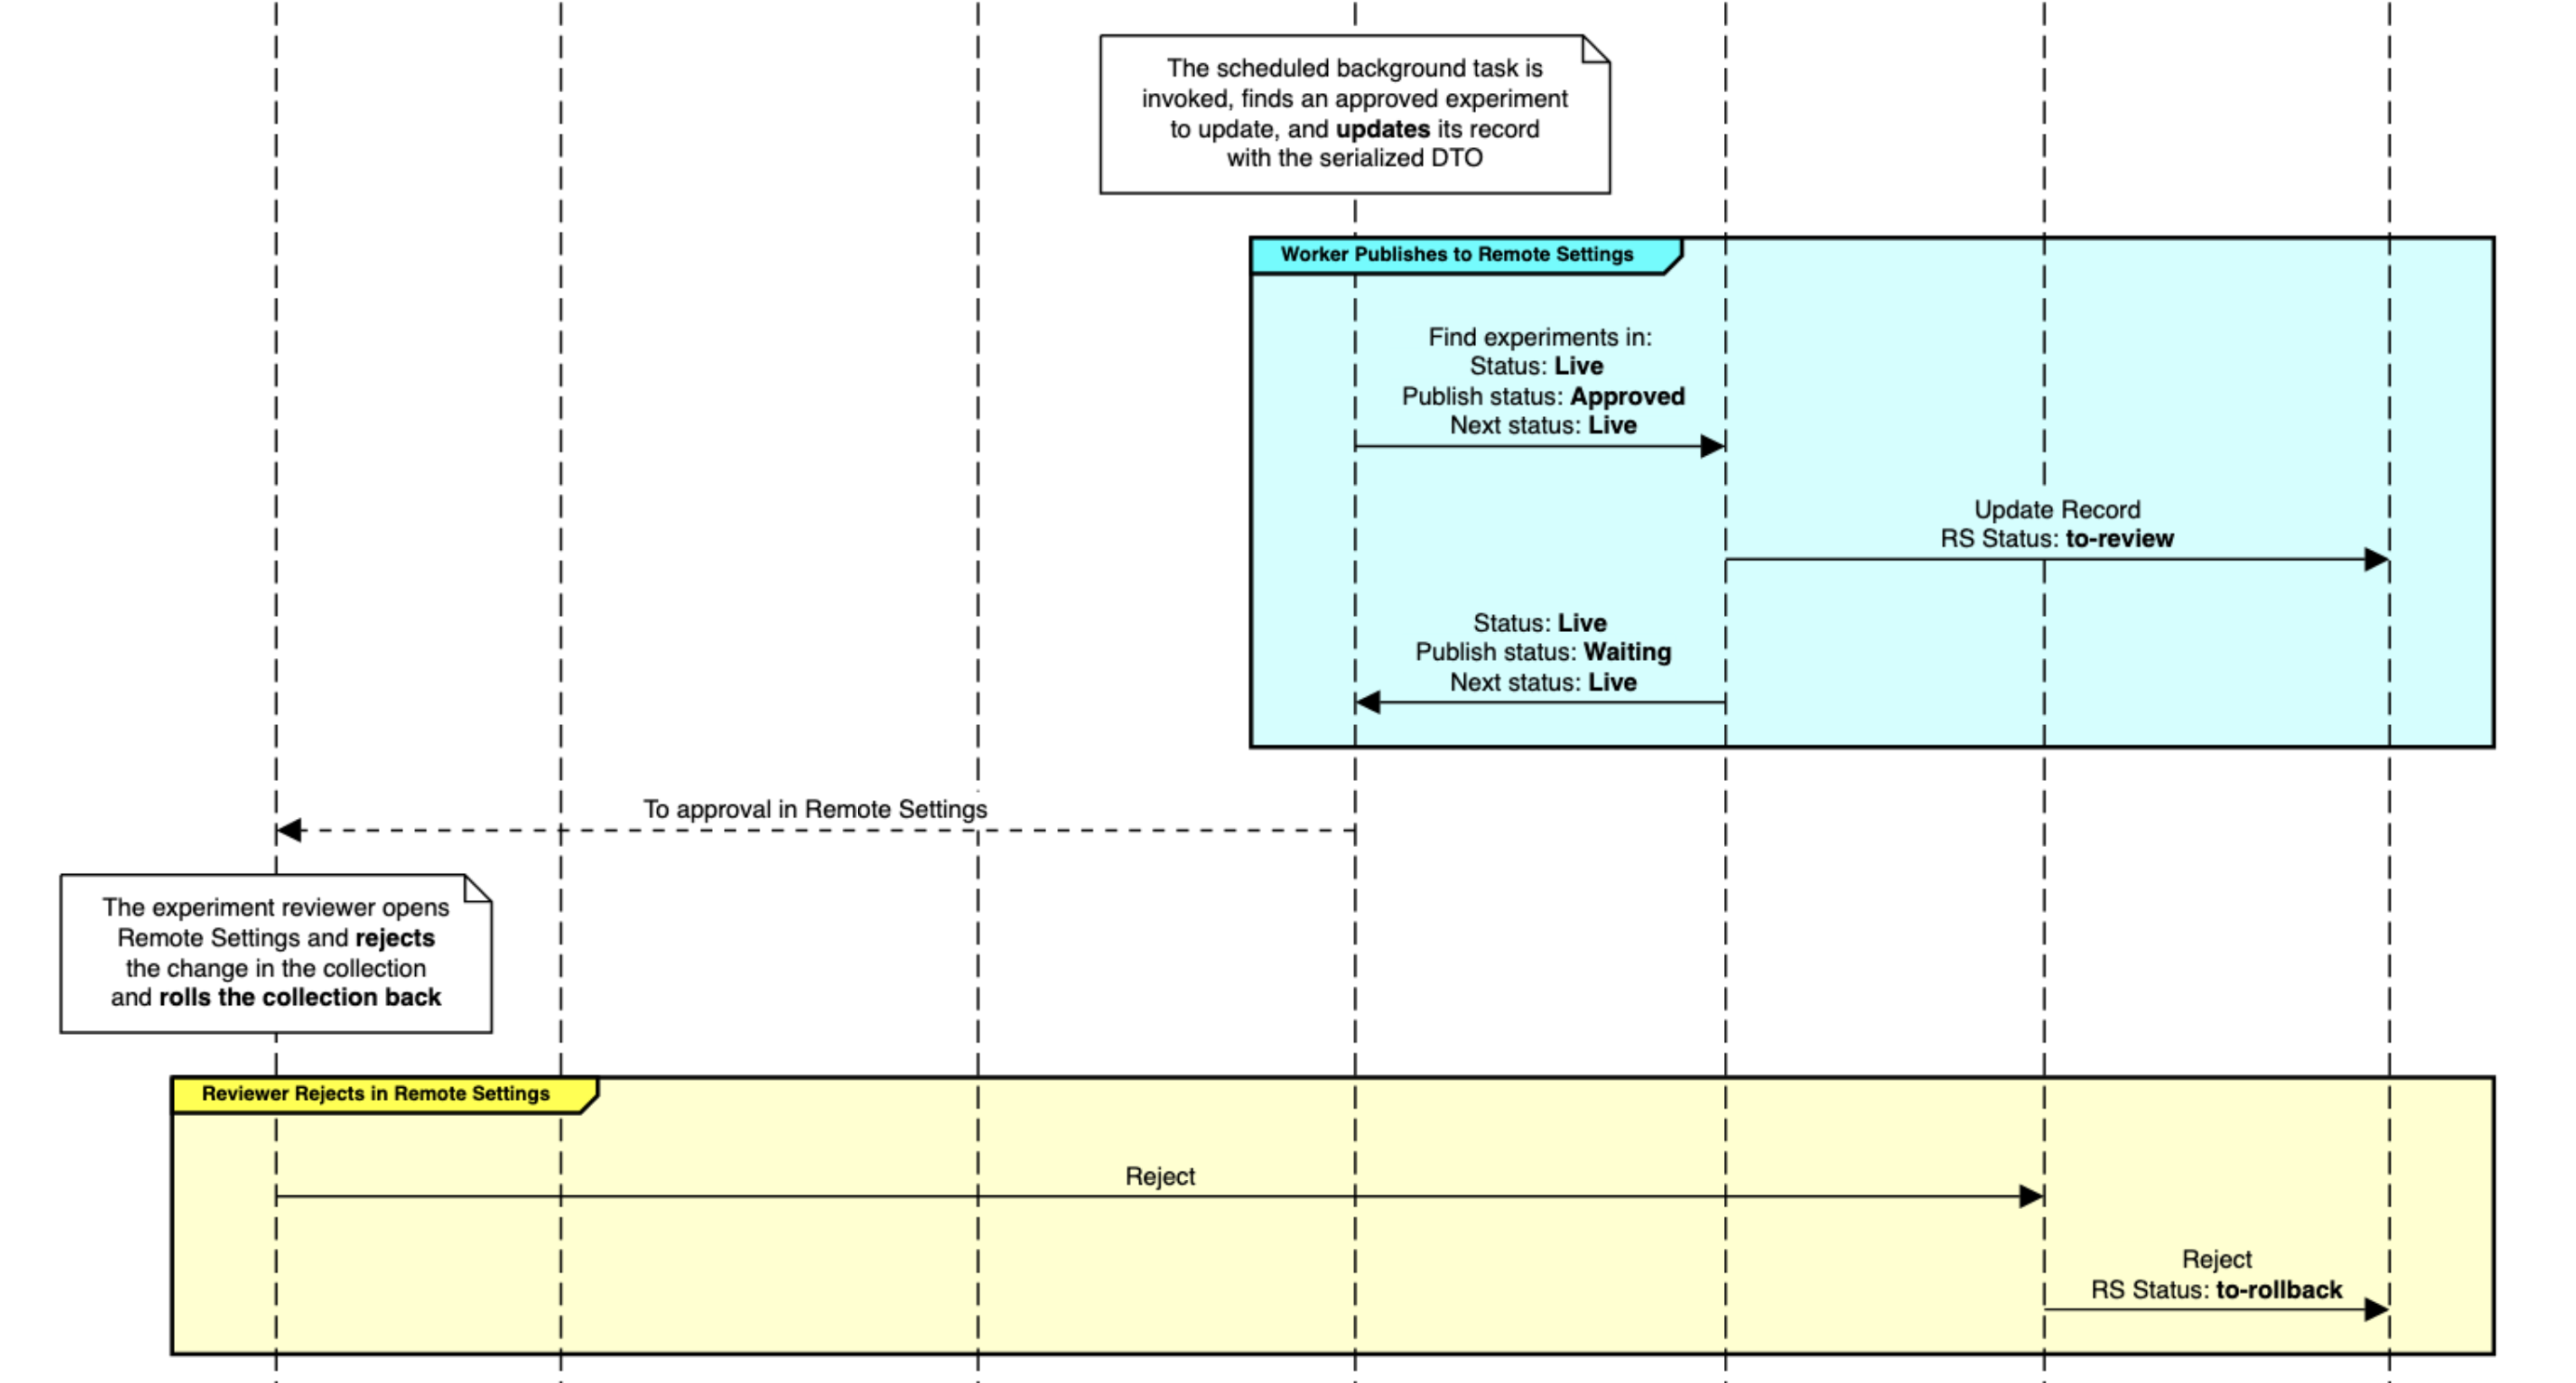 The scheduled background task is
invoked, finds an approved experiment
to update, and updates its record
with the serialized DTO
Worker Publishes to Remote Settings
Find experiments in:
Status: Live
Publish status: Approved
Next status: Live
Update Record
RS Status: to-review
Status: Live
Publish status: Waiting
Next status: Live
To approval in Remote Settings
The experiment reviewer opens
Remote Settings and rejects
the change in the collection
and rolls the collection back
Reviewer Rejects in Remote Settings
Reject
Reject
RS Status: to-rollback